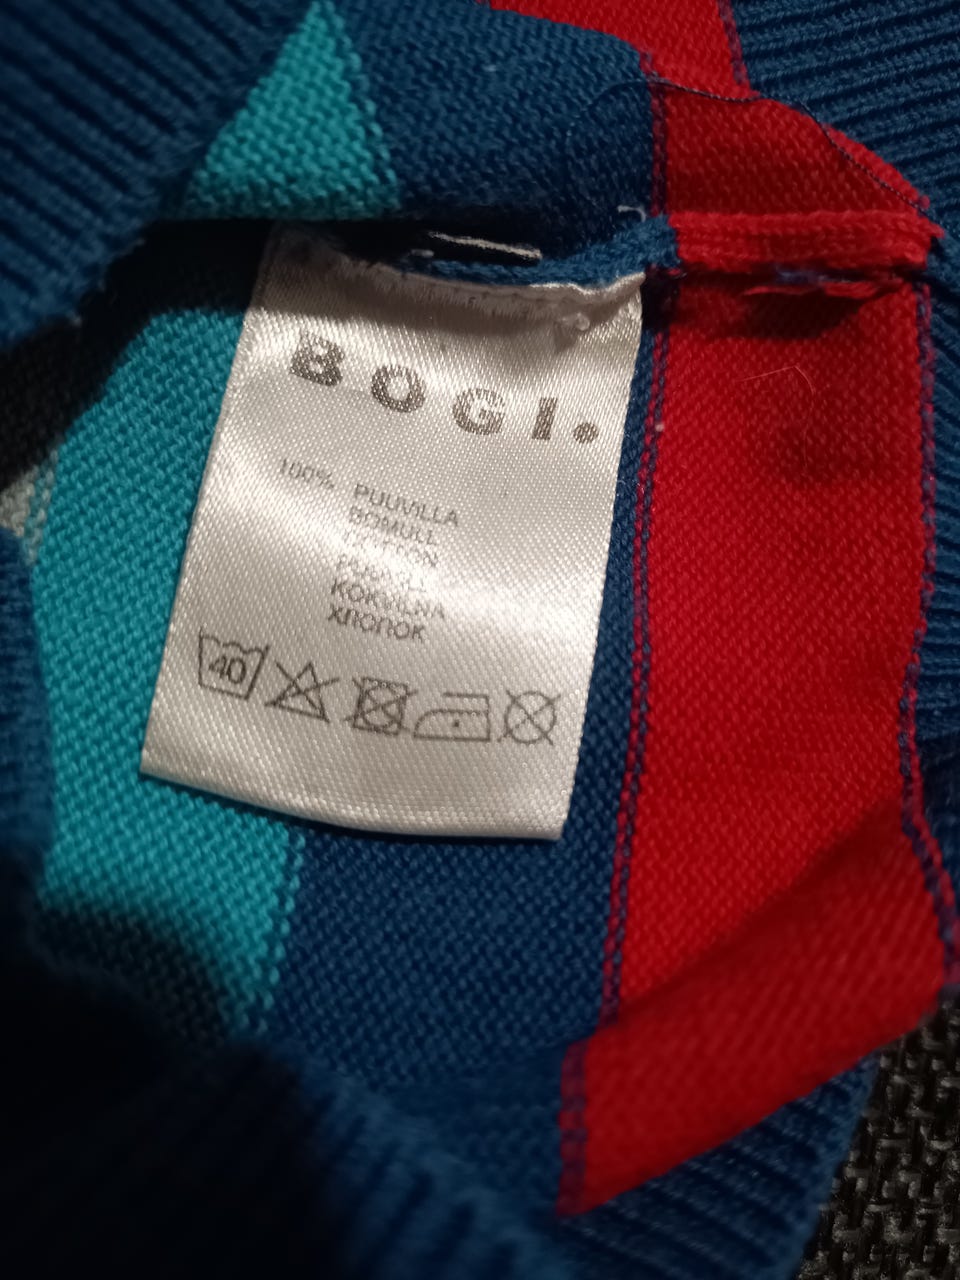 BOGI.
100% PUUVILLA
BOMULL
COTTON
KOKVILNA
ХЛОПОК
40